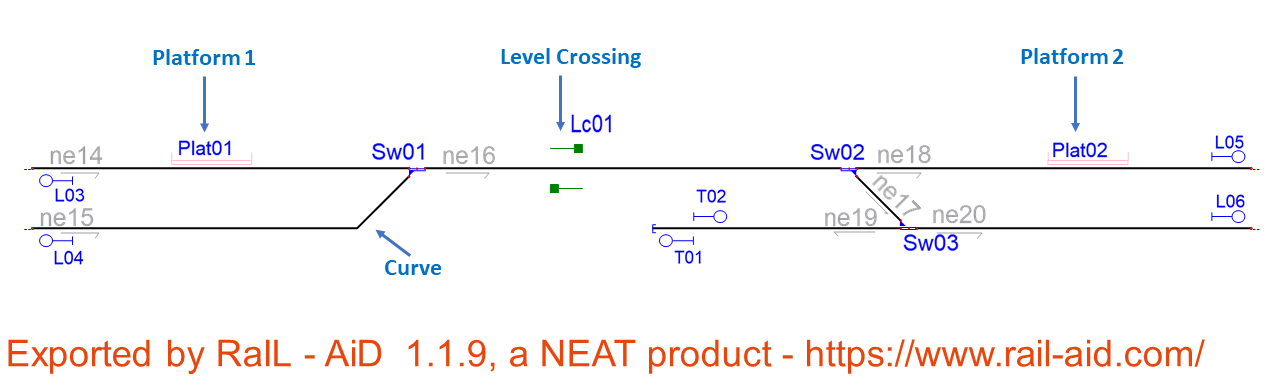 Platform 1
Level Crossing
Platform 2
Lc01
ne14
Plat01
Sw01
ne16
Sw02
ne18
Plat02
L05
L03
ne17
T02
L06
ne15
ne19
ne20
L04
T01
Sw03
Curve
Exported by RaIL - AiD 1.1.9, a NEAT product - https://www.rail-aid.com/